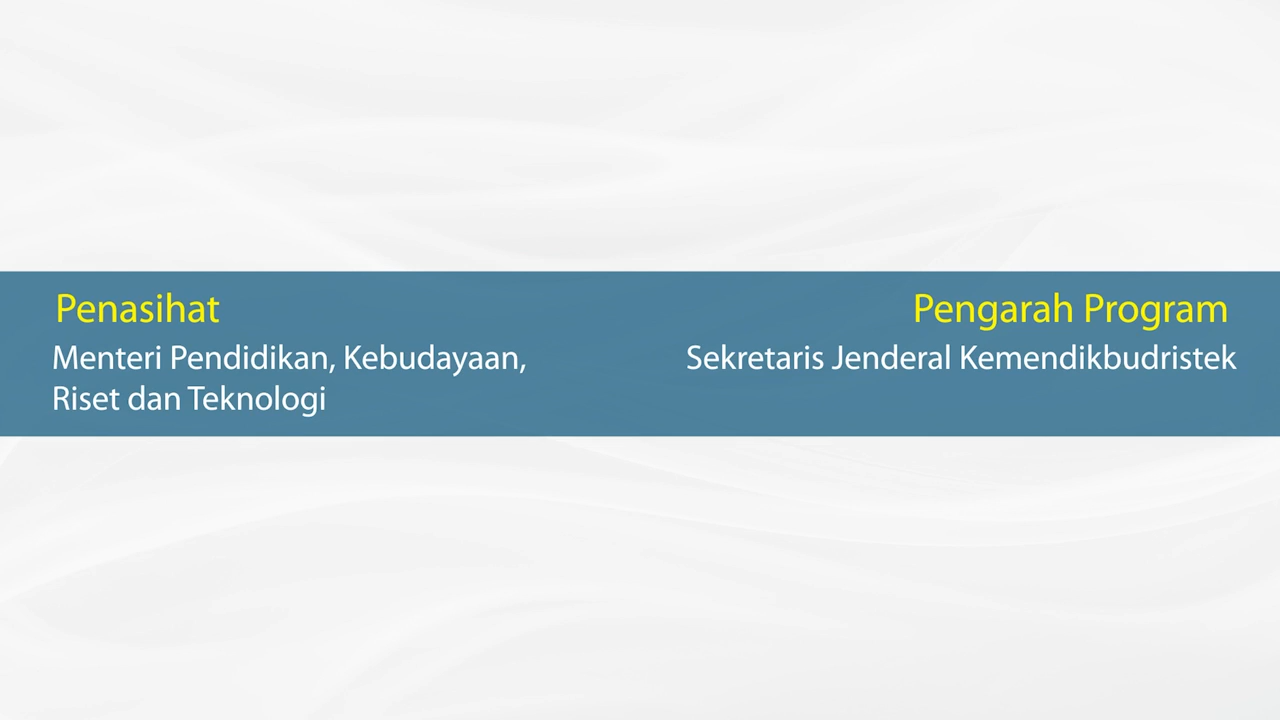 Penasihat
Menteri Pendidikan, Kebudayaan,
Riset dan Teknologi
Pengarah Program
Sekretaris Jenderal Kemendikbudristek